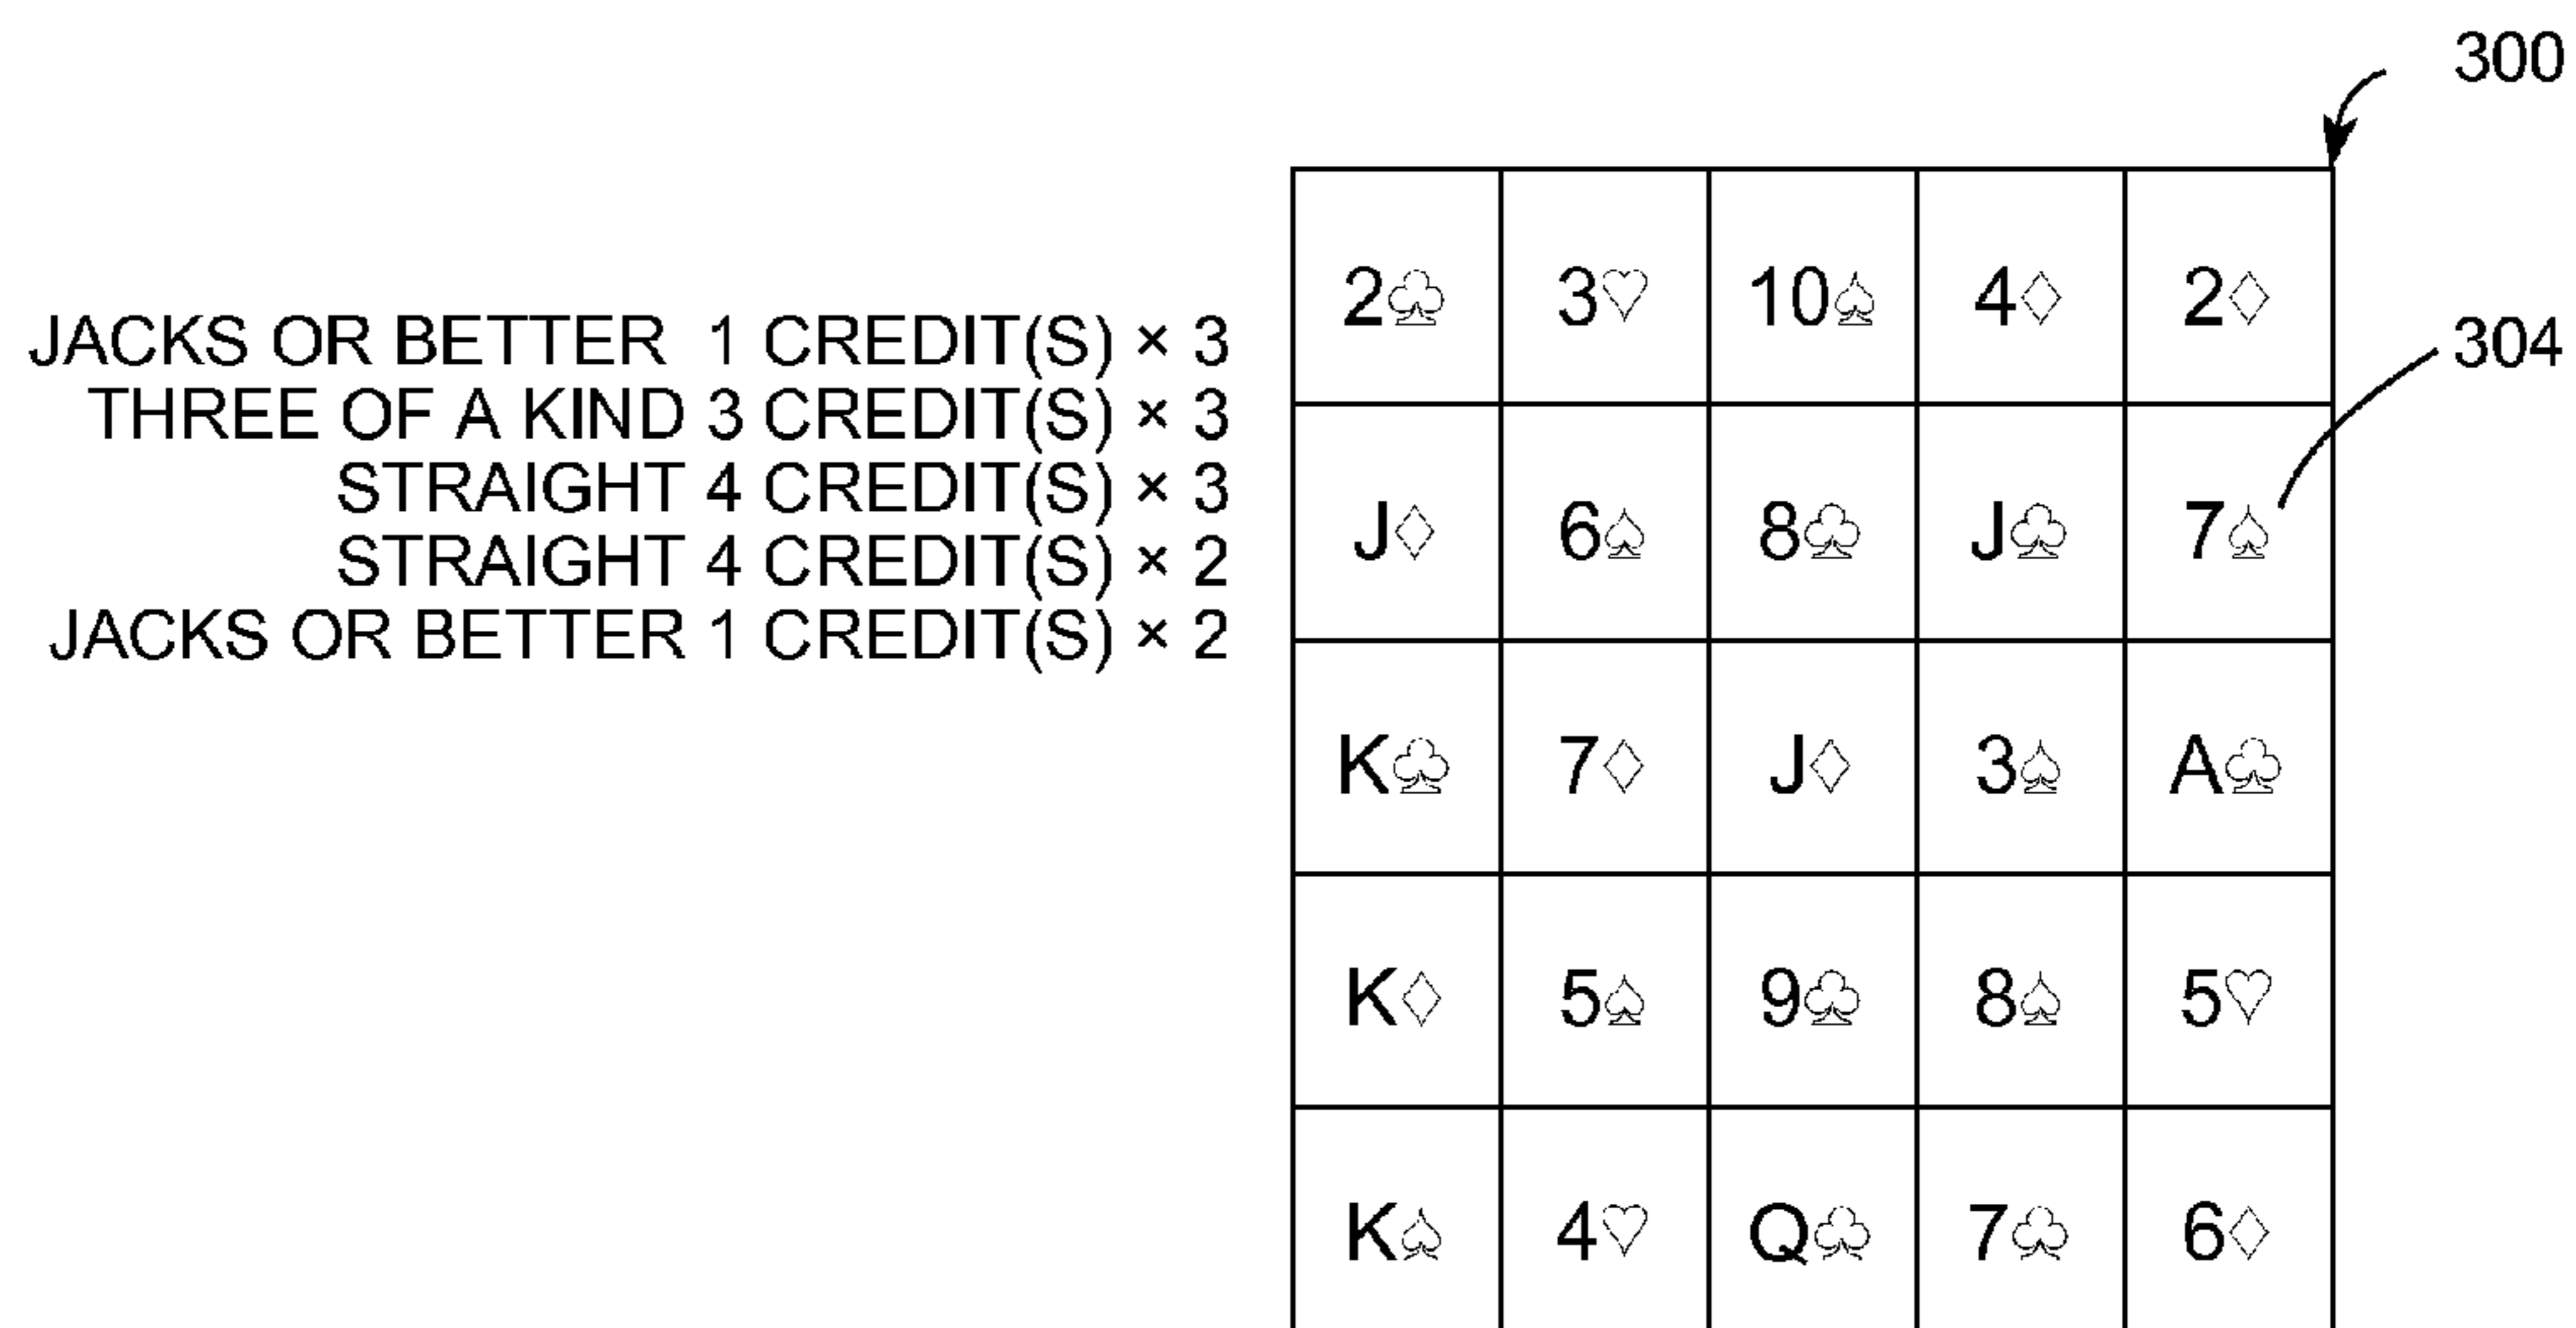 300
JACKS OR BETTER 1 CREDIT(S) × 3
THREE OF A KIND 3 CREDIT(S) × 3
STRAIGHT 4 CREDIT(S) × 3
STRAIGHT 4 CREDIT(S) × 2
JACKS OR BETTER 1 CREDIT(S) × 2
2♧ 3♡ 10♤ 4♢ 2♢
304
J♢ 6♤ 8♧ J♧ 7♤
K♧ 7♢ J♢ 3♤ A♧
K♢ 5♤ 9♧ 8♤ 5♡
K♤ 4♡ Q♧ 7♧ 6♢